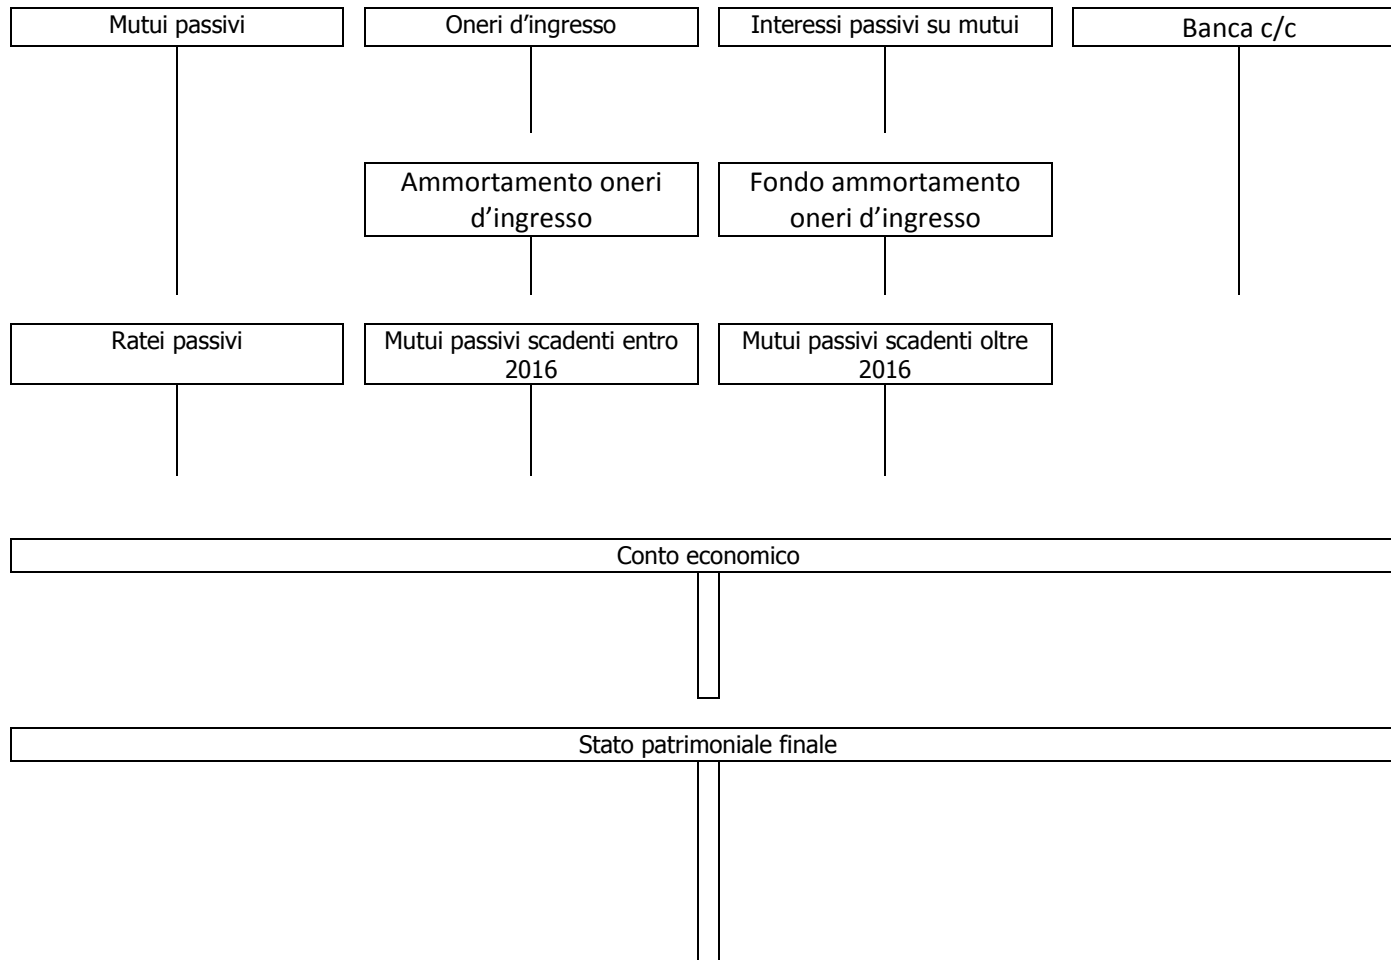 Mutui passivi
Oneri d’ingresso
Interessi passivi su mutui
Banca c/c
Ammortamento oneri
d’ingresso
Fondo ammortamento
oneri d’ingresso
Ratei passivi
Mutui passivi scadenti entro
2016
Mutui passivi scadenti oltre
2016
Conto economico
Stato patrimoniale finale